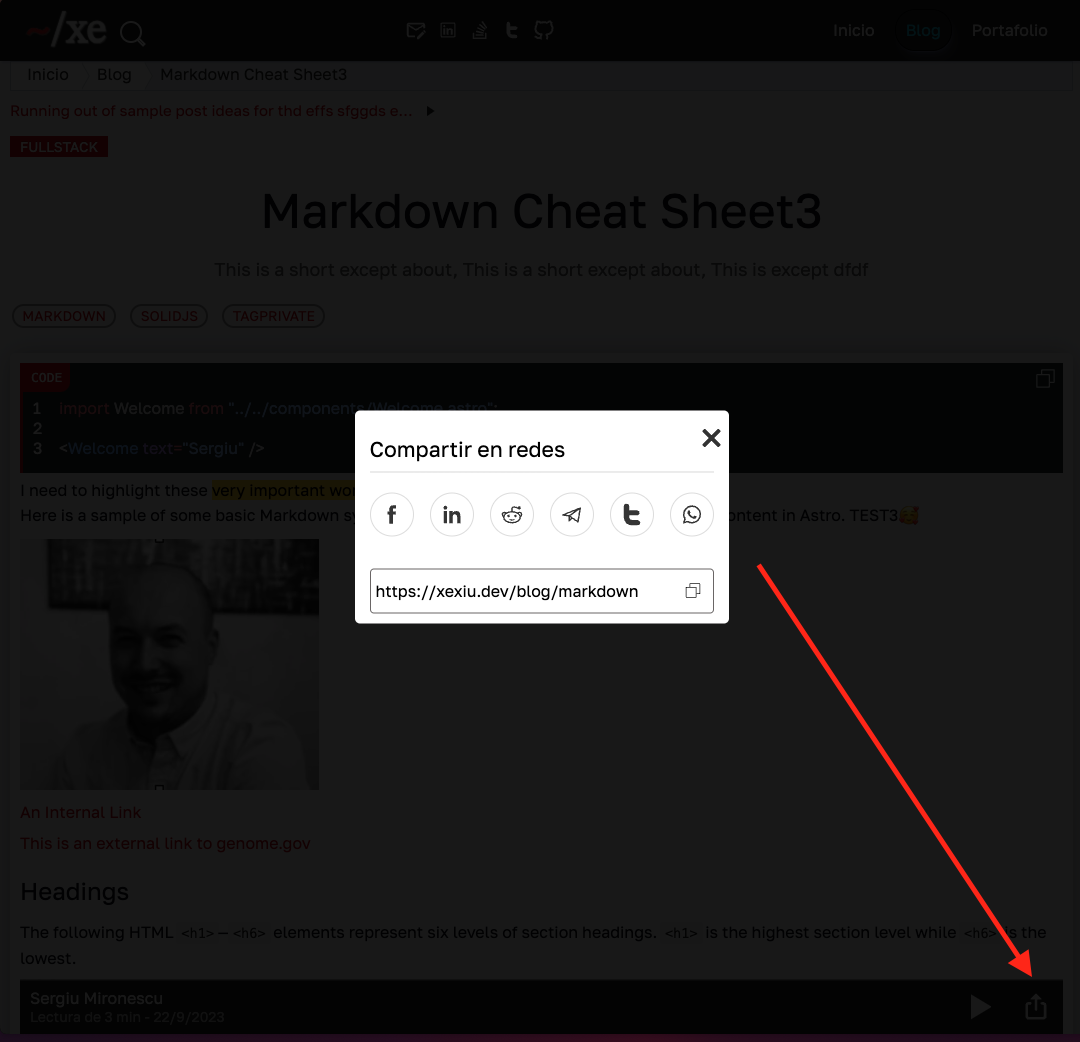 /xe
Inicio Blog Portafolio
Inicio Blog Markdown Cheat Sheet3
Running out of sample post ideas for thd effs sfggds e...
FULLSTACK
Markdown Cheat Sheet3
This is a short except about, This is a short except about, This is except dfdf
MARKDOWN SOLIDJS TAGPRIVATE
CODE
1 import Welcome from "../../components/Welcome.astro";
2
3 <Welcome text="Sergiu" />
I need to highlight these very important wor
Here is a sample of some basic Markdown sy ontent in Astro. TEST3🥰
Compartir en redes
https://xexiu.dev/blog/markdown
An Internal Link
This is an external link to genome.gov
Headings
The following HTML <h1>—<h6> elements represent six levels of section headings. <h1> is the highest section level while <h6> is the
lowest.
Sergiu Mironescu
Lectura de 3 min - 22/9/2023